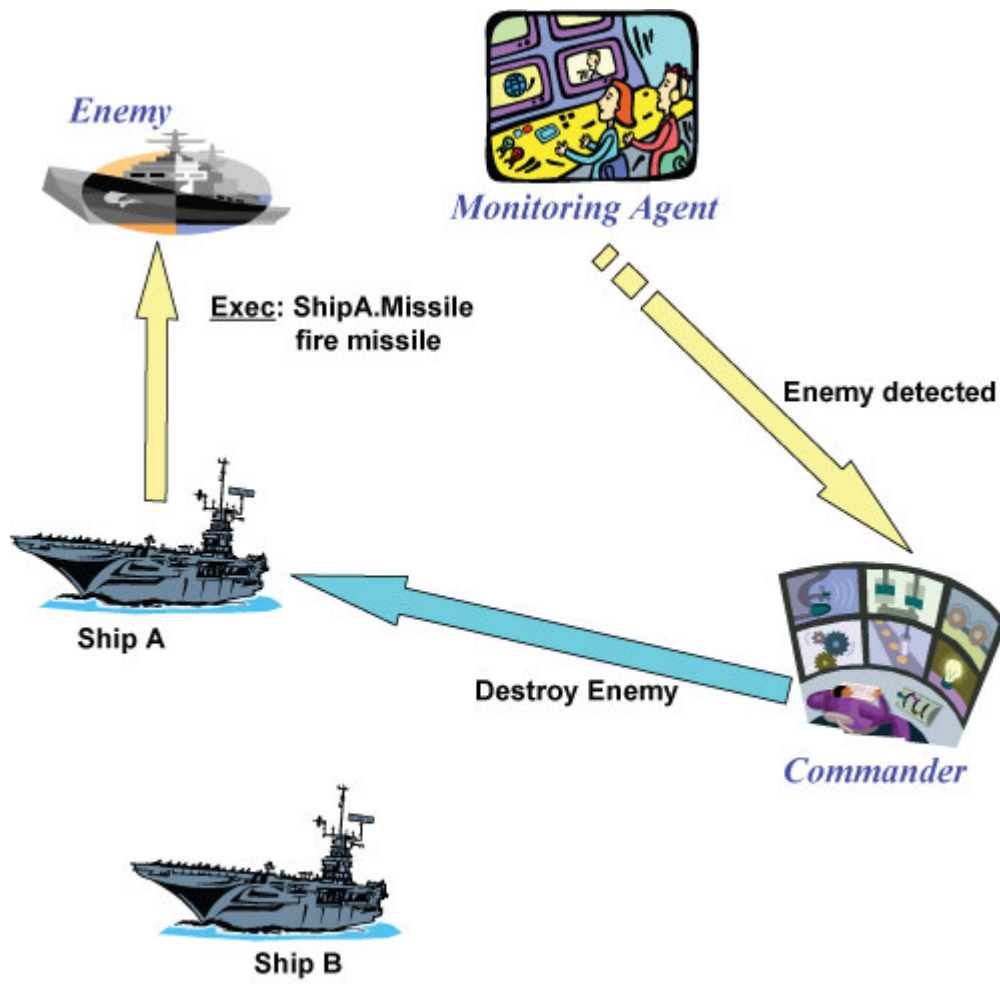 Enemy
Monitoring Agent
Exec: ShipA.Missile
fire missile
Enemy detected
Ship A
Destroy Enemy
Commander
Ship B